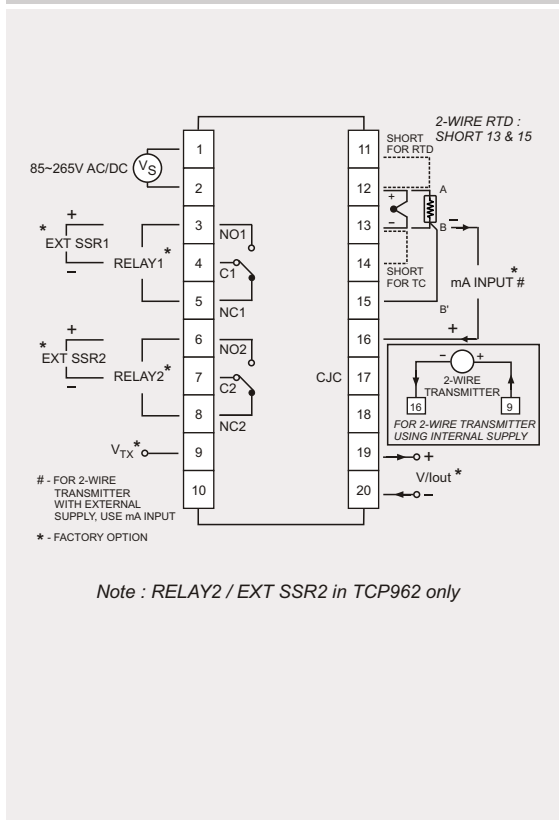 2-WIRE RTD :
SHORT 13 & 15
85~265V AC/DC
VS
1
2
3
4
5
6
7
8
9
10
* EXT SSR1
+
−
RELAY1 *
NO1
C1
NC1
* EXT SSR2
+
−
RELAY2 *
NO2
C2
NC2
VTX *
# - FOR 2-WIRE
TRANSMITTER
WITH EXTERNAL
SUPPLY, USE mA INPUT
* - FACTORY OPTION
11
12
13
14
15
16
17
18
19
20
SHORT
FOR RTD
+
−
A
B
B'
SHORT
FOR TC
−
mA INPUT # *
+
CJC
− +
2-WIRE
TRANSMITTER
16
9
FOR 2-WIRE TRANSMITTER
USING INTERNAL SUPPLY
+
V/Iout *
−
Note : RELAY2 / EXT SSR2 in TCP962 only